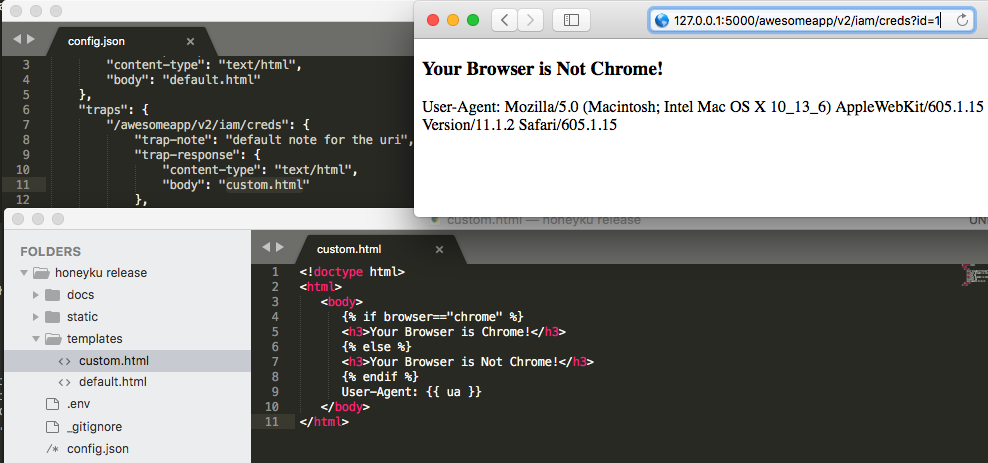 config.json
3 "content-type": "text/html",
4 "body": "default.html"
5 },
6 "traps": {
7 "/awesomeapp/v2/iam/creds": {
8 "trap-note": "default note for the uri",
9 "trap-response": {
10 "content-type": "text/html",
11 "body": "custom.html"
12 },
127.0.0.1:5000/awesomeapp/v2/iam/creds?id=1
Your Browser is Not Chrome!
User-Agent: Mozilla/5.0 (Macintosh; Intel Mac OS X 10_13_6) AppleWebKit/605.1.15
Version/11.1.2 Safari/605.1.15
custom.html — honeyku release
FOLDERS
honeyku release
docs
static
templates
<> custom.html
<> default.html
.env
_gitignore
/* config.json
custom.html
1 <!doctype html>
2 <html>
3 <body>
4 {% if browser=="chrome" %}
5 <h3>Your Browser is Chrome!</h3>
6 {% else %}
7 <h3>Your Browser is Not Chrome!</h3>
8 {% endif %}
9 User-Agent: {{ ua }}
10 </body>
11 </html>